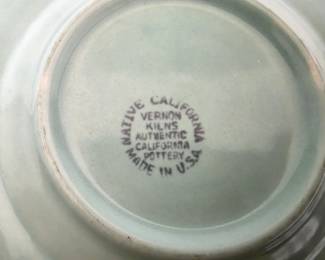 NATIVE CALIFORNIA
VERNON
KILNS
AUTHENTIC
CALIFORNIA
POTTERY
MADE IN U.S.A